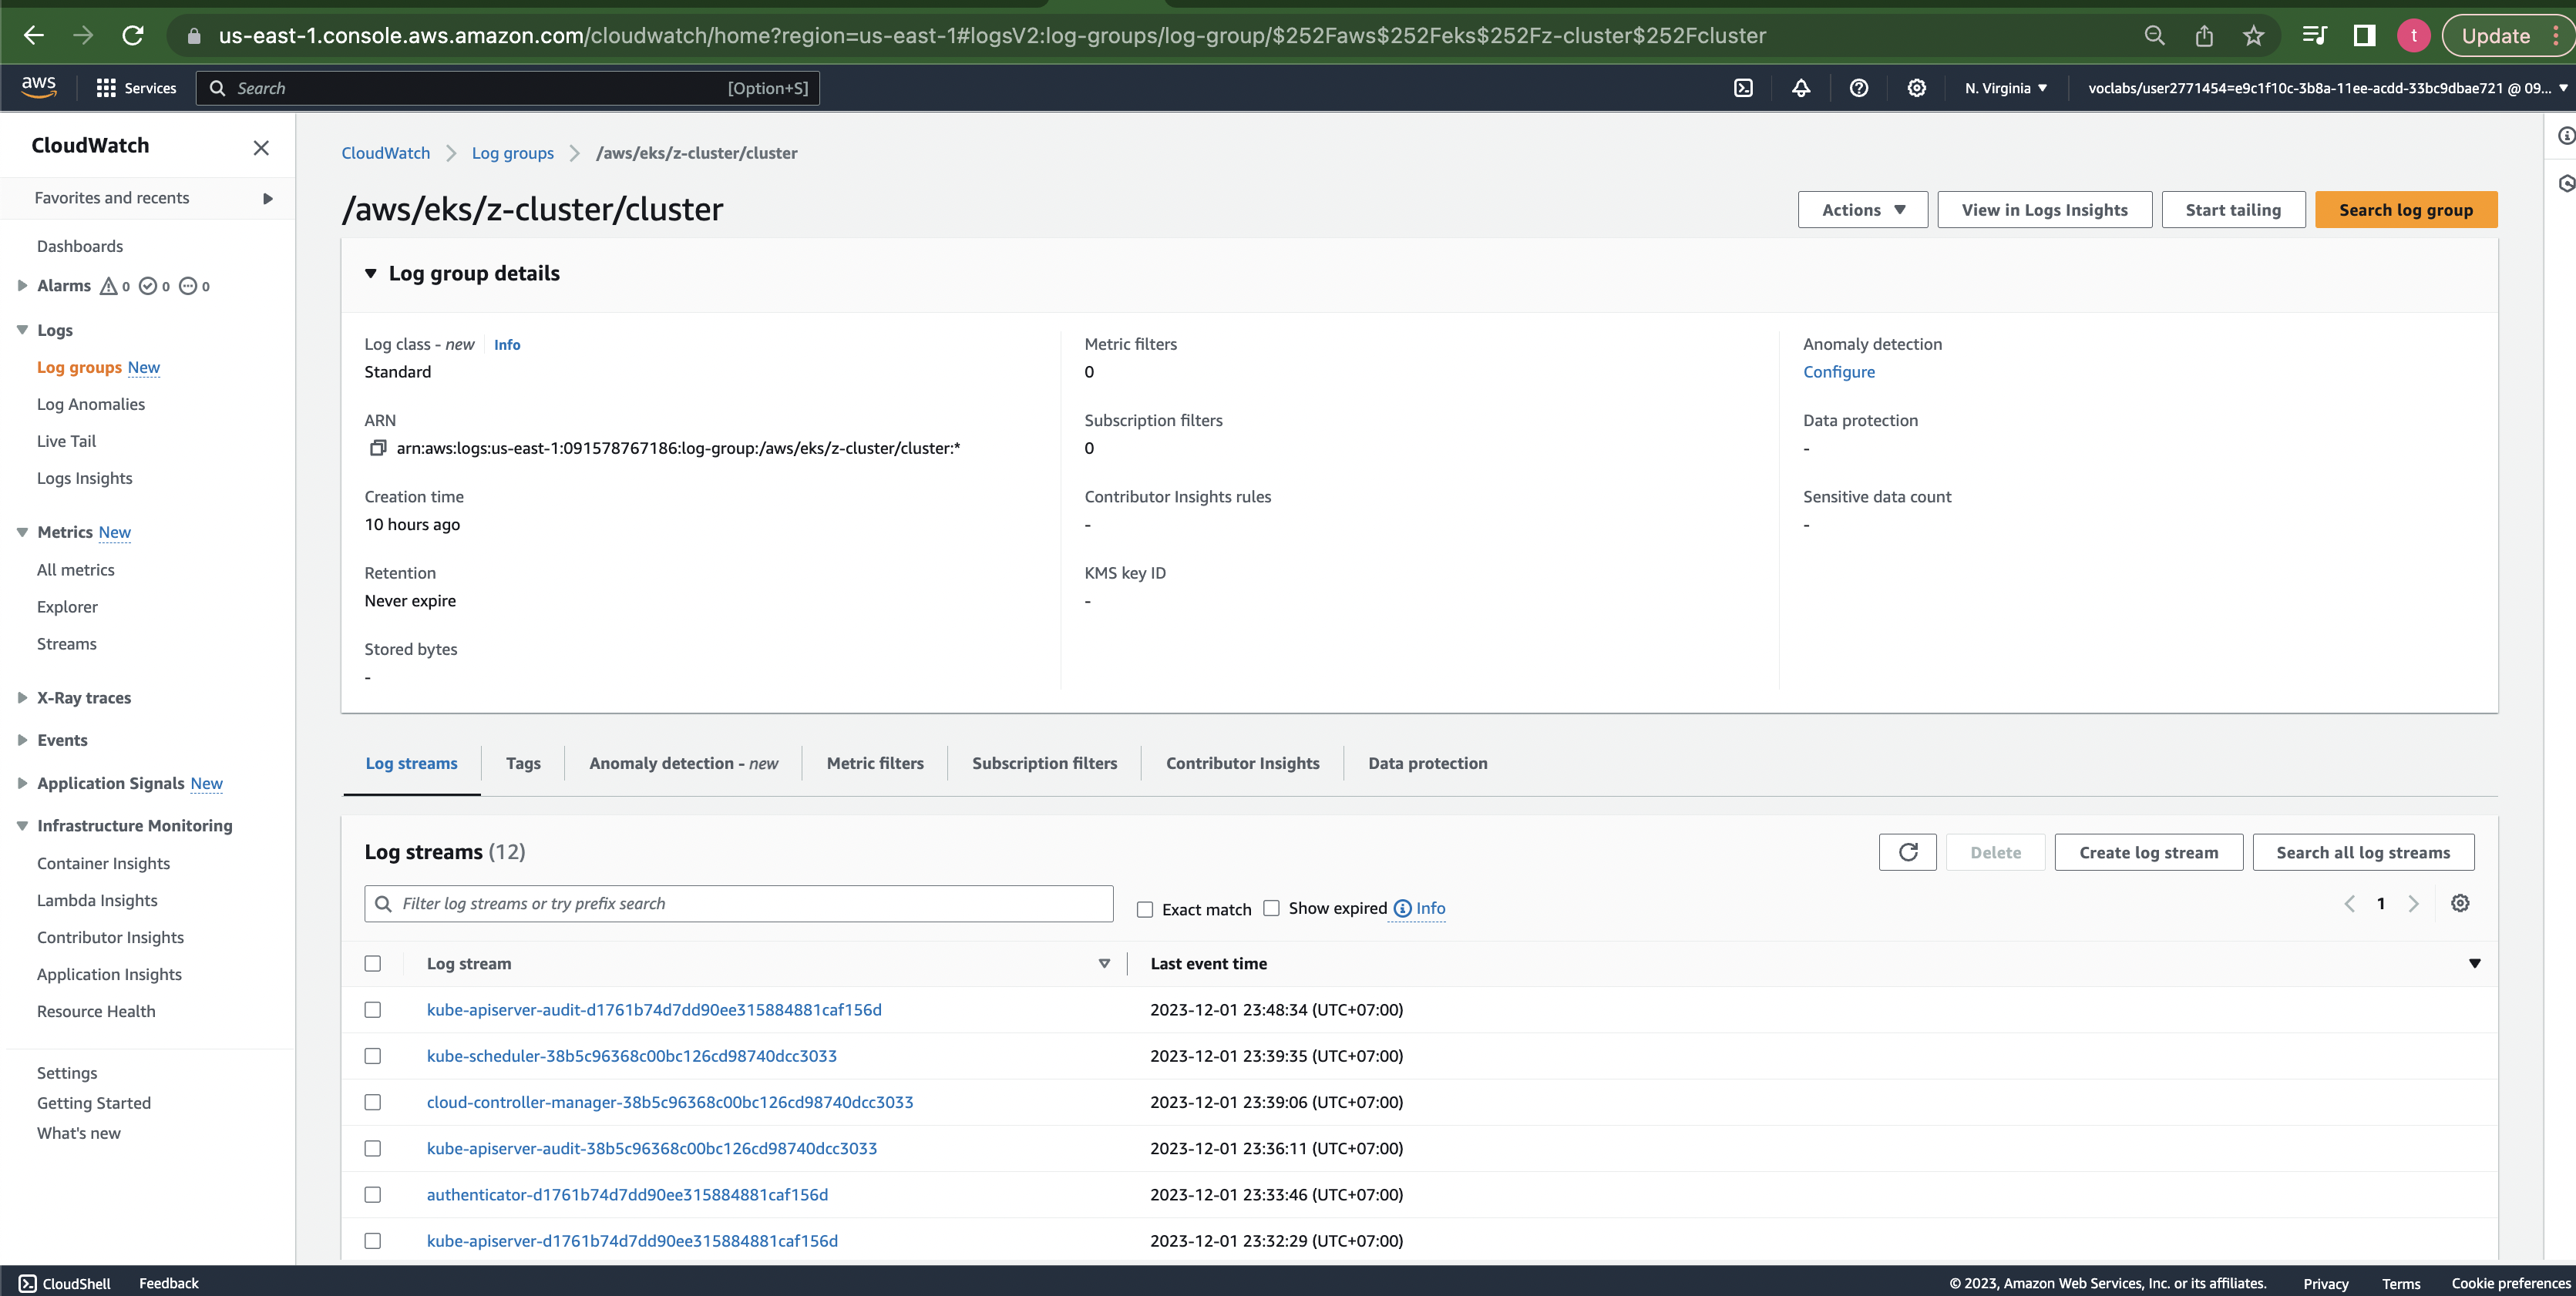 us-east-1.console.aws.amazon.com/cloudwatch/home?region=us-east-1#logsV2:log-groups/log-group/$252Faws$252Feks$252Fz-cluster$252Fcluster
t
Update
aws
Services
Search
[Option+S]
N. Virginia
voclabs/user2771454=e9c1f10c-3b8a-11ee-acdd-33bc9dbae721 @ 09...
CloudWatch
Favorites and recents
Dashboards
Alarms 0 0 0
Logs
Log groups New
Log Anomalies
Live Tail
Logs Insights
Metrics New
All metrics
Explorer
Streams
X-Ray traces
Events
Application Signals New
Infrastructure Monitoring
Container Insights
Lambda Insights
Contributor Insights
Application Insights
Resource Health
Settings
Getting Started
What's new
CloudWatch
Log groups
/aws/eks/z-cluster/cluster
/aws/eks/z-cluster/cluster
Actions
View in Logs Insights
Start tailing
Search log group
Log group details
Log class - new
Info
Standard
ARN
arn:aws:logs:us-east-1:091578767186:log-group:/aws/eks/z-cluster/cluster:*
Creation time
10 hours ago
Retention
Never expire
Stored bytes
-
Metric filters
0
Subscription filters
0
Contributor Insights rules
-
KMS key ID
-
Anomaly detection
Configure
Data protection
-
Sensitive data count
-
Log streams
Tags
Anomaly detection - new
Metric filters
Subscription filters
Contributor Insights
Data protection
Log streams (12)
Delete
Create log stream
Search all log streams
Filter log streams or try prefix search
Exact match
Show expired
Info
1
Log stream
Last event time
kube-apiserver-audit-d1761b74d7dd90ee315884881caf156d
2023-12-01 23:48:34 (UTC+07:00)
kube-scheduler-38b5c96368c00bc126cd98740dcc3033
2023-12-01 23:39:35 (UTC+07:00)
cloud-controller-manager-38b5c96368c00bc126cd98740dcc3033
2023-12-01 23:39:06 (UTC+07:00)
kube-apiserver-audit-38b5c96368c00bc126cd98740dcc3033
2023-12-01 23:36:11 (UTC+07:00)
authenticator-d1761b74d7dd90ee315884881caf156d
2023-12-01 23:33:46 (UTC+07:00)
kube-apiserver-d1761b74d7dd90ee315884881caf156d
2023-12-01 23:32:29 (UTC+07:00)
CloudShell
Feedback
© 2023, Amazon Web Services, Inc. or its affiliates.
Privacy
Terms
Cookie preferences